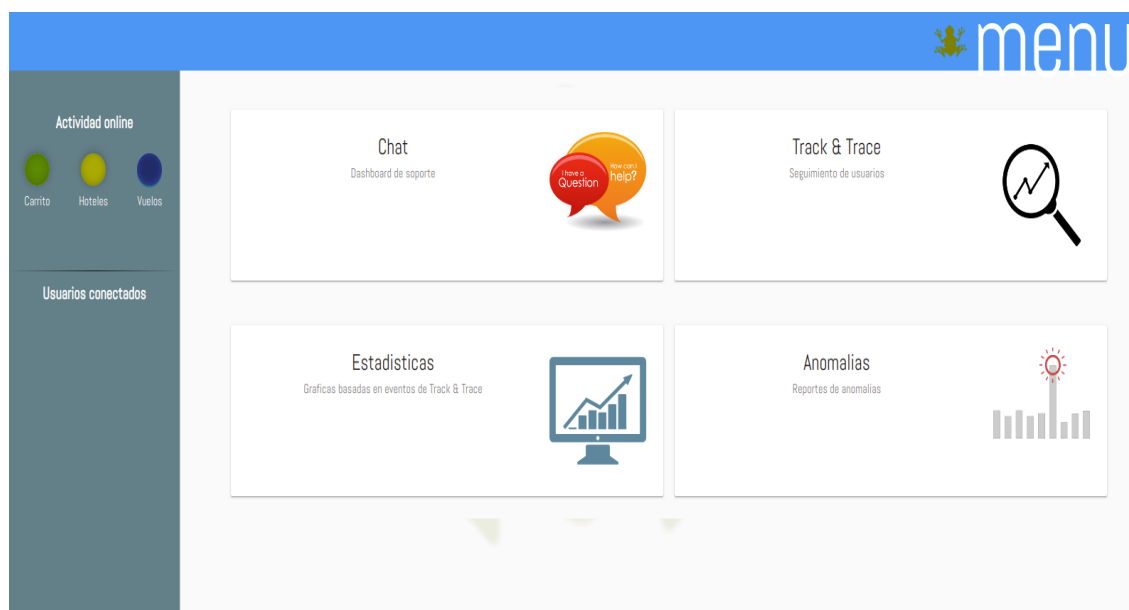 menu
Actividad online
Carrito
Hoteles
Vuelos
Usuarios conectados
Chat
Dashboard de soporte
I have a
Question
How can I
help?
Track & Trace
Seguimiento de usuarios
Estadisticas
Graficas basadas en eventos de Track & Trace
Anomalias
Reportes de anomalias